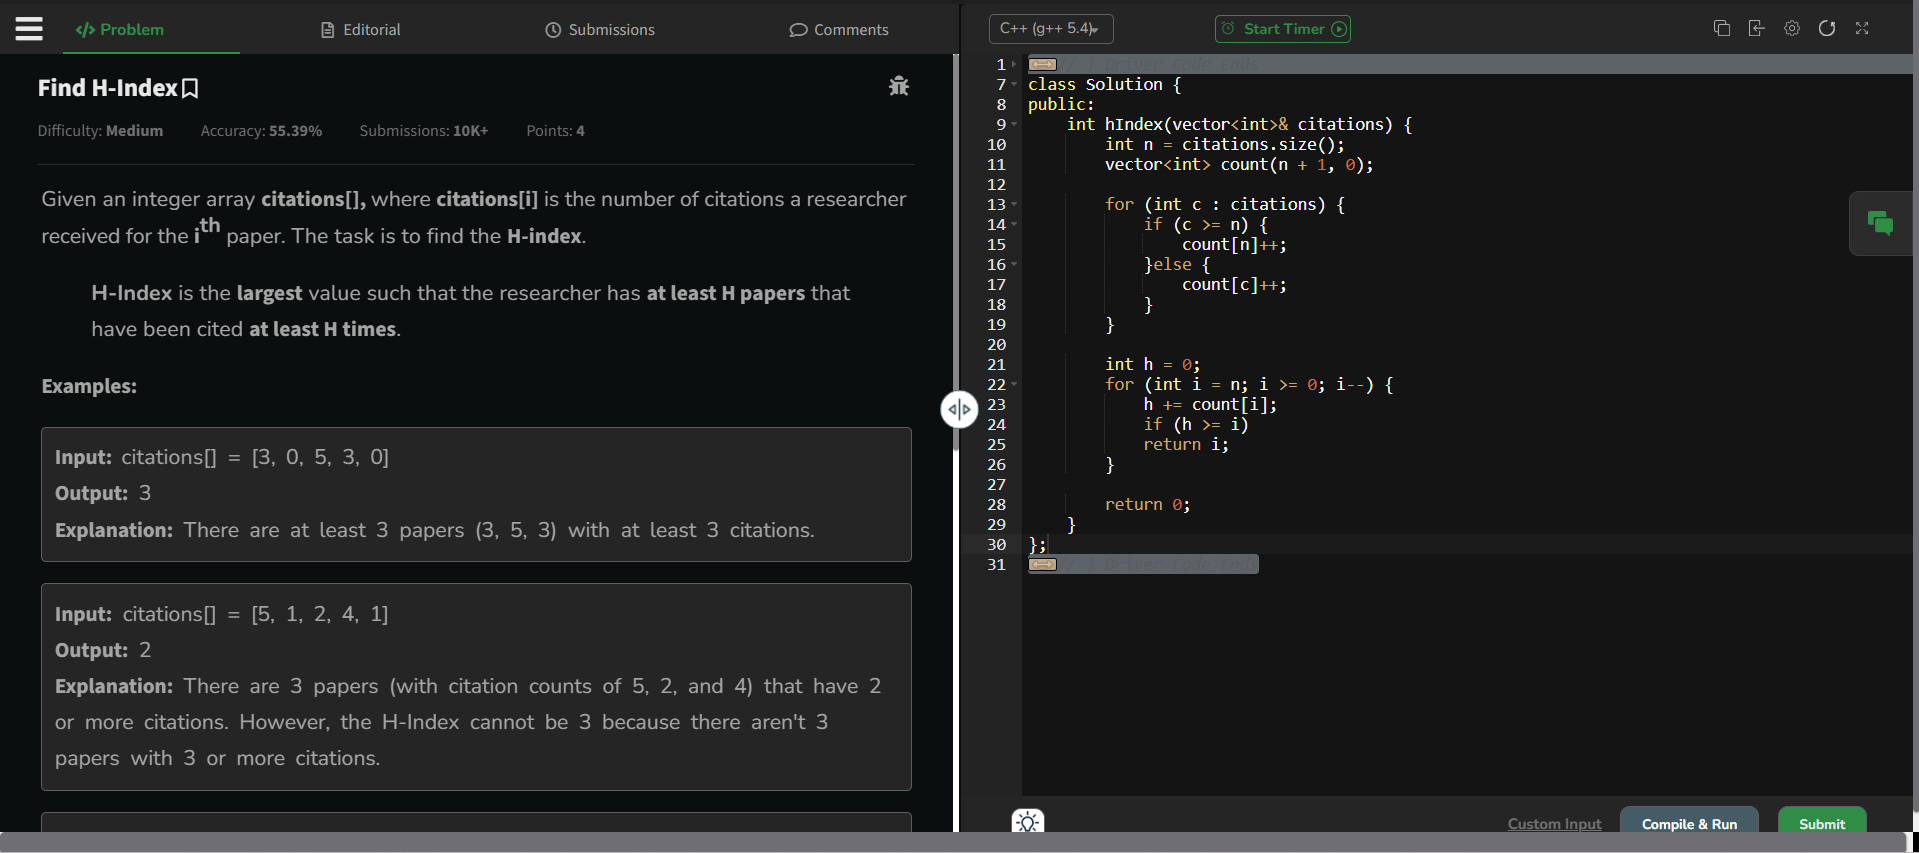 Problem
Editorial
Submissions
Comments
Find H-Index
Difficulty: Medium Accuracy: 55.39% Submissions: 10K+ Points: 4
Given an integer array citations[], where citations[i] is the number of citations a researcher
received for the ith paper. The task is to find the H-index.
H-Index is the largest value such that the researcher has at least H papers that
have been cited at least H times.
Examples:
Input: citations[] = [3, 0, 5, 3, 0]
Output: 3
Explanation: There are at least 3 papers (3, 5, 3) with at least 3 citations.
Input: citations[] = [5, 1, 2, 4, 1]
Output: 2
Explanation: There are 3 papers (with citation counts of 5, 2, and 4) that have 2
or more citations. However, the H-Index cannot be 3 because there aren't 3
papers with 3 or more citations.
C++ (g++ 5.4)
Start Timer
1 // } Driver Code Ends
7 class Solution {
8 public:
9 int hIndex(vector<int>& citations) {
10 int n = citations.size();
11 vector<int> count(n + 1, 0);
12
13 for (int c : citations) {
14 if (c >= n) {
15 count[n]++;
16 }else {
17 count[c]++;
18 }
19 }
20
21 int h = 0;
22 for (int i = n; i >= 0; i--) {
23 h += count[i];
24 if (h >= i)
25 return i;
26 }
27
28 return 0;
29 }
30 };
31 // } Driver Code Ends
Custom Input
Compile & Run
Submit